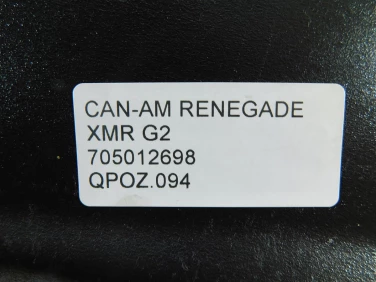 CAN-AM RENEGADE
XMR G2
705012698
QPOZ.094